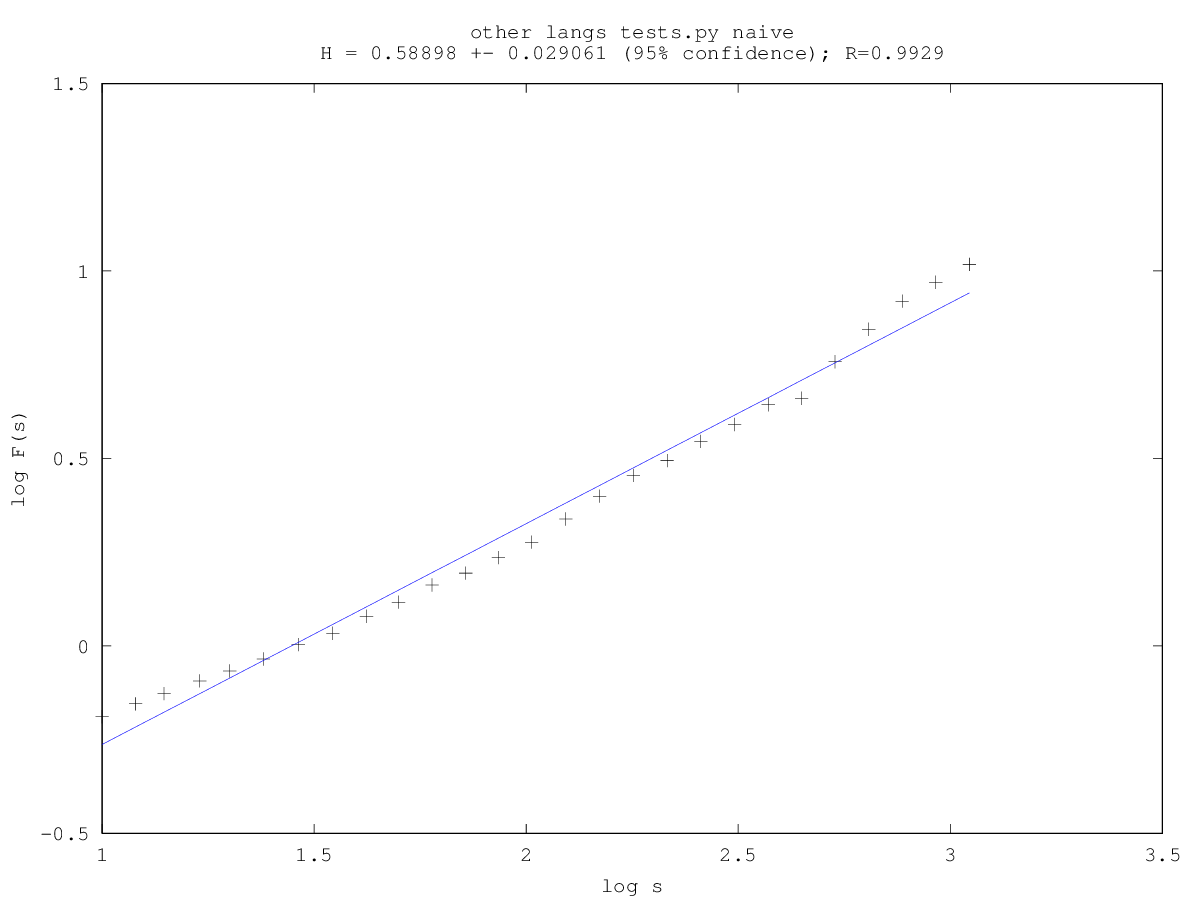 other langs tests.py naive
H = 0.58898 +- 0.029061 (95% confidence); R=0.9929
1.5
1
0.5
0
-0.5
log F(s)
1
1.5
2
2.5
3
3.5
log s